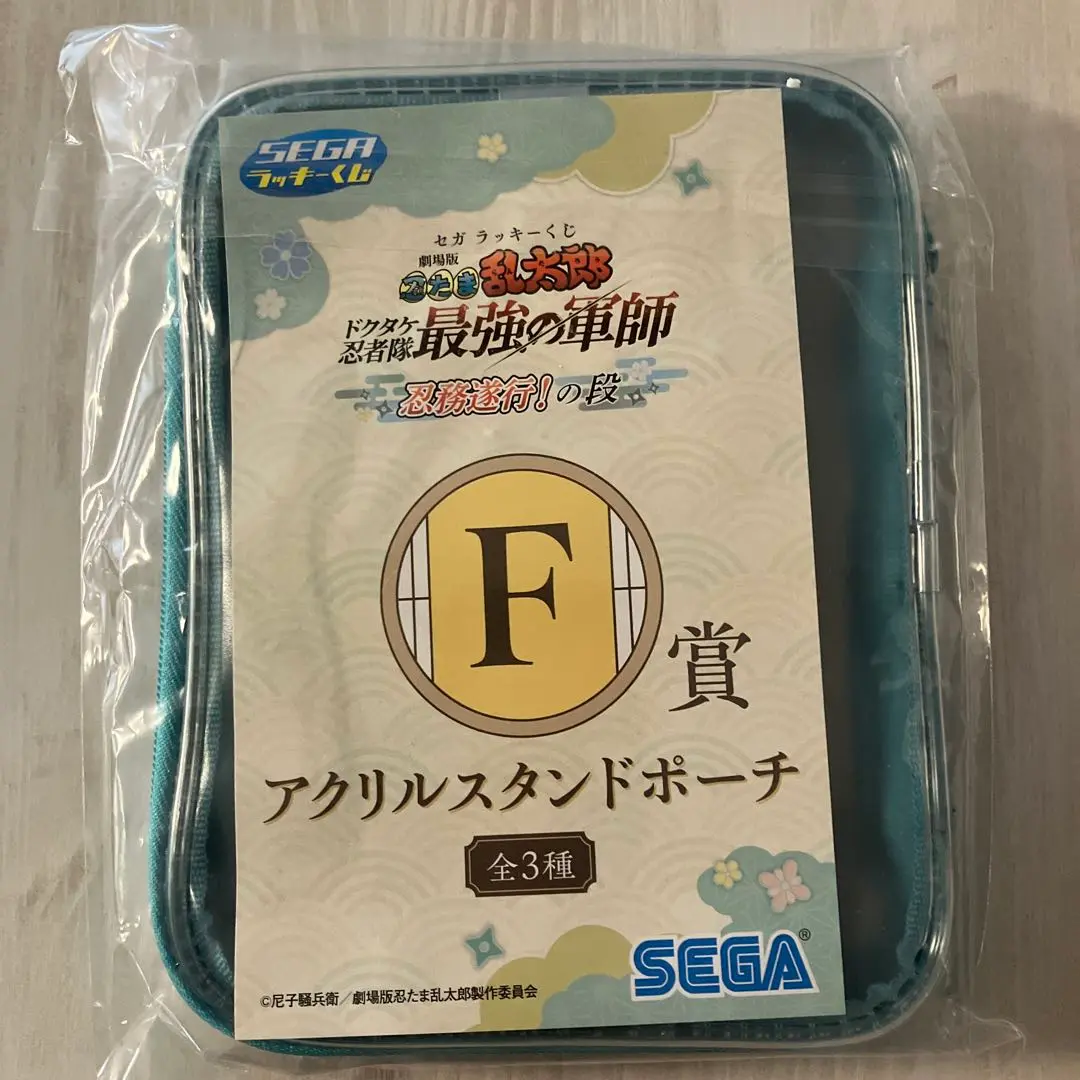 SEGA
ラッキーくじ
セガ ラッキーくじ
劇場版
忍たま 乱太郎
ドクタケ
忍者隊 最強の軍師
忍務遂行!の段
F
賞
アクリルスタンドポーチ
全3種
SEGA®
©尼子騒兵衛/劇場版忍たま乱太郎製作委員会